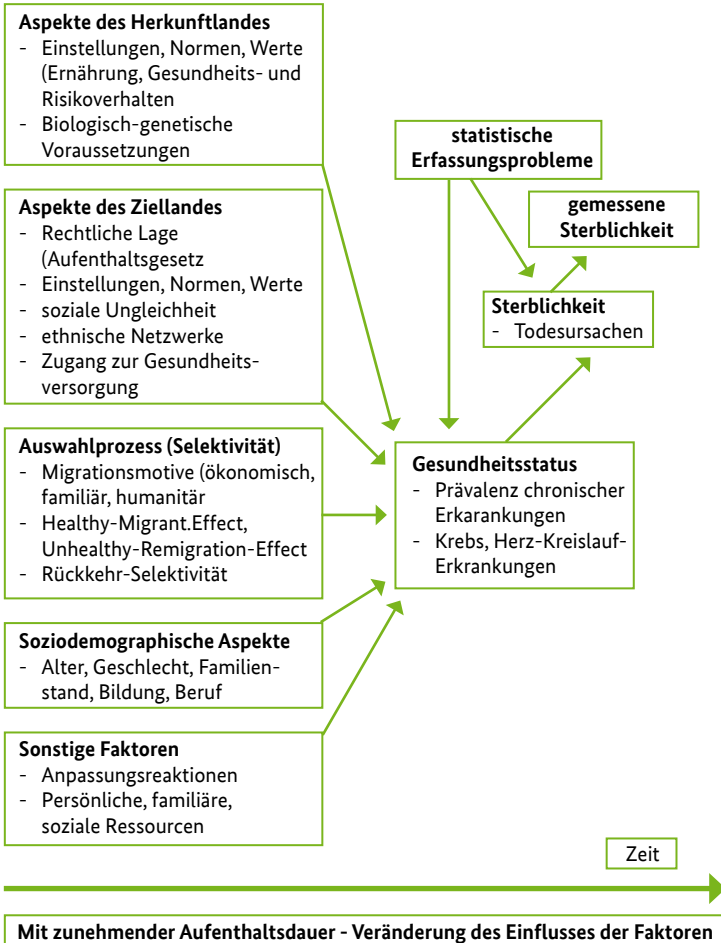 Aspekte des Herkunftlandes
- Einstellungen, Normen, Werte
(Ernährung, Gesundheits- und
Risikoverhalten
- Biologisch-genetische
Voraussetzungen
Aspekte des Ziellandes
- Rechtliche Lage
(Aufenthaltsgesetz
- Einstellungen, Normen, Werte
- soziale Ungleichheit
- ethnische Netzwerke
- Zugang zur Gesundheits-
versorgung
Auswahlprozess (Selektivität)
- Migrationsmotive (ökonomisch,
familiär, humanitär
- Healthy-Migrant.Effect,
Unhealthy-Remigration-Effect
- Rückkehr-Selektivität
Soziodemographische Aspekte
- Alter, Geschlecht, Familien-
stand, Bildung, Beruf
Sonstige Faktoren
- Anpassungsreaktionen
- Persönliche, familiäre,
soziale Ressourcen
statistische
Erfassungsprobleme
gemessene
Sterblichkeit
Sterblichkeit
- Todesursachen
Gesundheitsstatus
- Prävalenz chronischer
Erkarankungen
- Krebs, Herz-Kreislauf-
Erkrankungen
Zeit
Mit zunehmender Aufenthaltsdauer - Veränderung des Einflusses der Faktoren